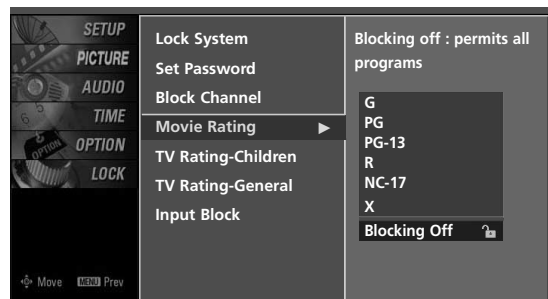 SETUP
PICTURE
AUDIO
TIME
OPTION
LOCK
Move MENU Prev
Lock System
Set Password
Block Channel
Movie Rating
TV Rating-Children
TV Rating-General
Input Block
Blocking off : permits all
programs
G
PG
PG-13
R
NC-17
X
Blocking Off